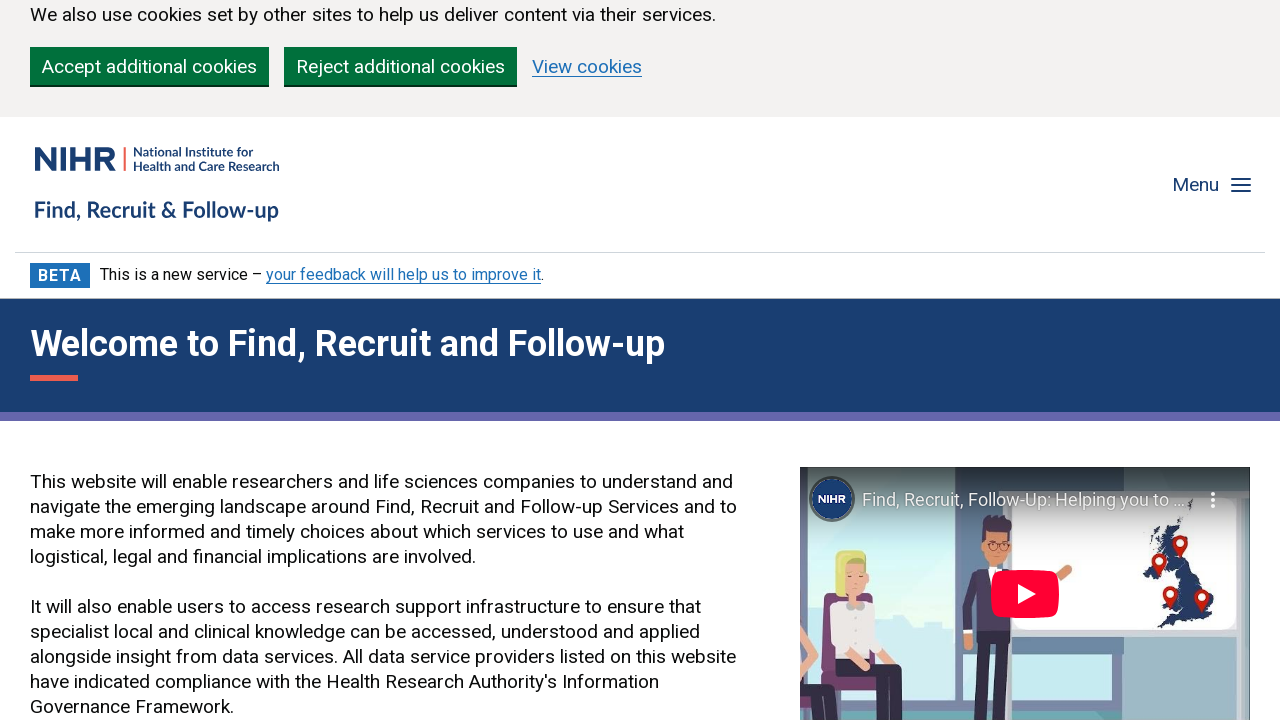 We also use cookies set by other sites to help us deliver content via their services.
Accept additional cookies
Reject additional cookies
View cookies
NIHR | National Institute for
Health and Care Research
Find, Recruit & Follow-up
Menu
BETA
This is a new service – your feedback will help us to improve it.
Welcome to Find, Recruit and Follow-up
This website will enable researchers and life sciences companies to understand and
navigate the emerging landscape around Find, Recruit and Follow-up Services and to
make more informed and timely choices about which services to use and what
logistical, legal and financial implications are involved.
It will also enable users to access research support infrastructure to ensure that
specialist local and clinical knowledge can be accessed, understood and applied
alongside insight from data services. All data service providers listed on this website
have indicated compliance with the Health Research Authority's Information
Governance Framework.
NIHR
Find, Recruit, Follow-Up: Helping you to ...